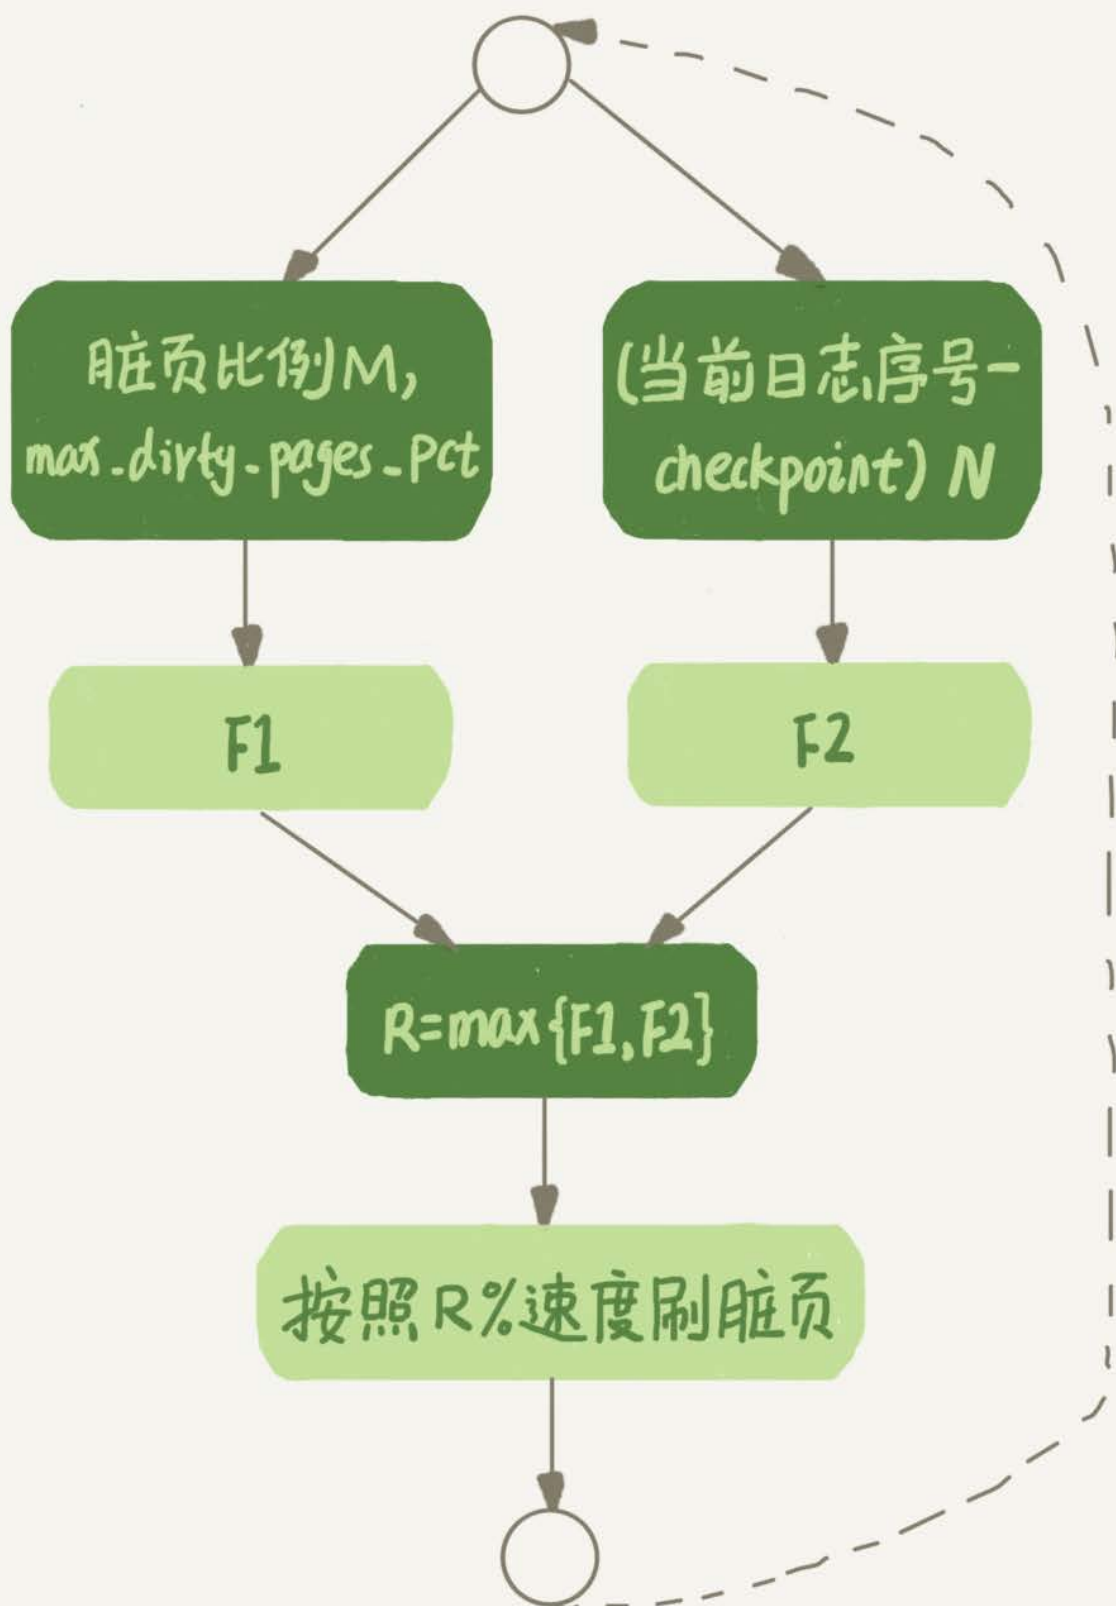 脏页比例M,
max_dirty_pages_pct
(当前日志序号-
checkpoint) N
F1
F2
R=max{F1,F2}
按照R%速度刷脏页